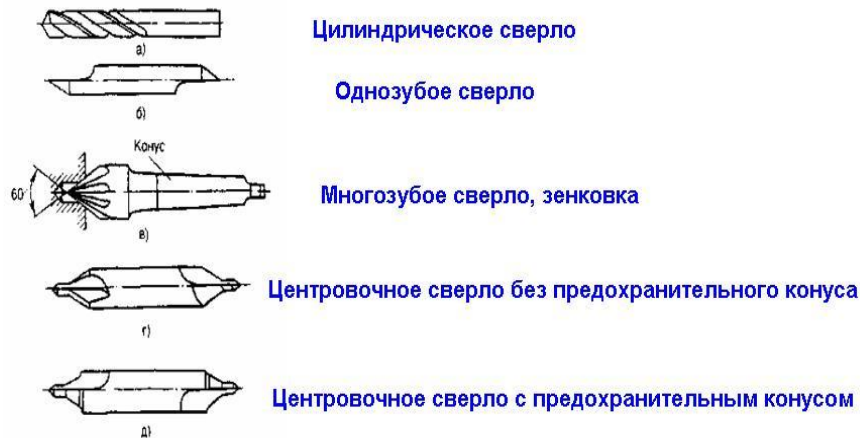 Цилиндрическое сверло
а)
Однозубое сверло
б)
Конус
60
Многозубое сверло, зенковка
в)
Центровочное сверло без предохранительного конуса
г)
Центровочное сверло с предохранительным конусом
д)